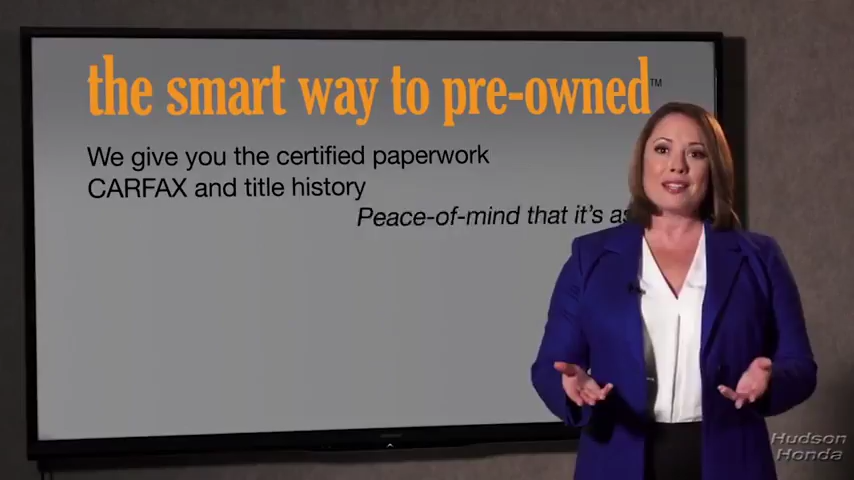 the smart way to pre-owned™
We give you the certified paperwork
CARFAX and title history
Peace-of-mind that it's as
Hudson
Honda